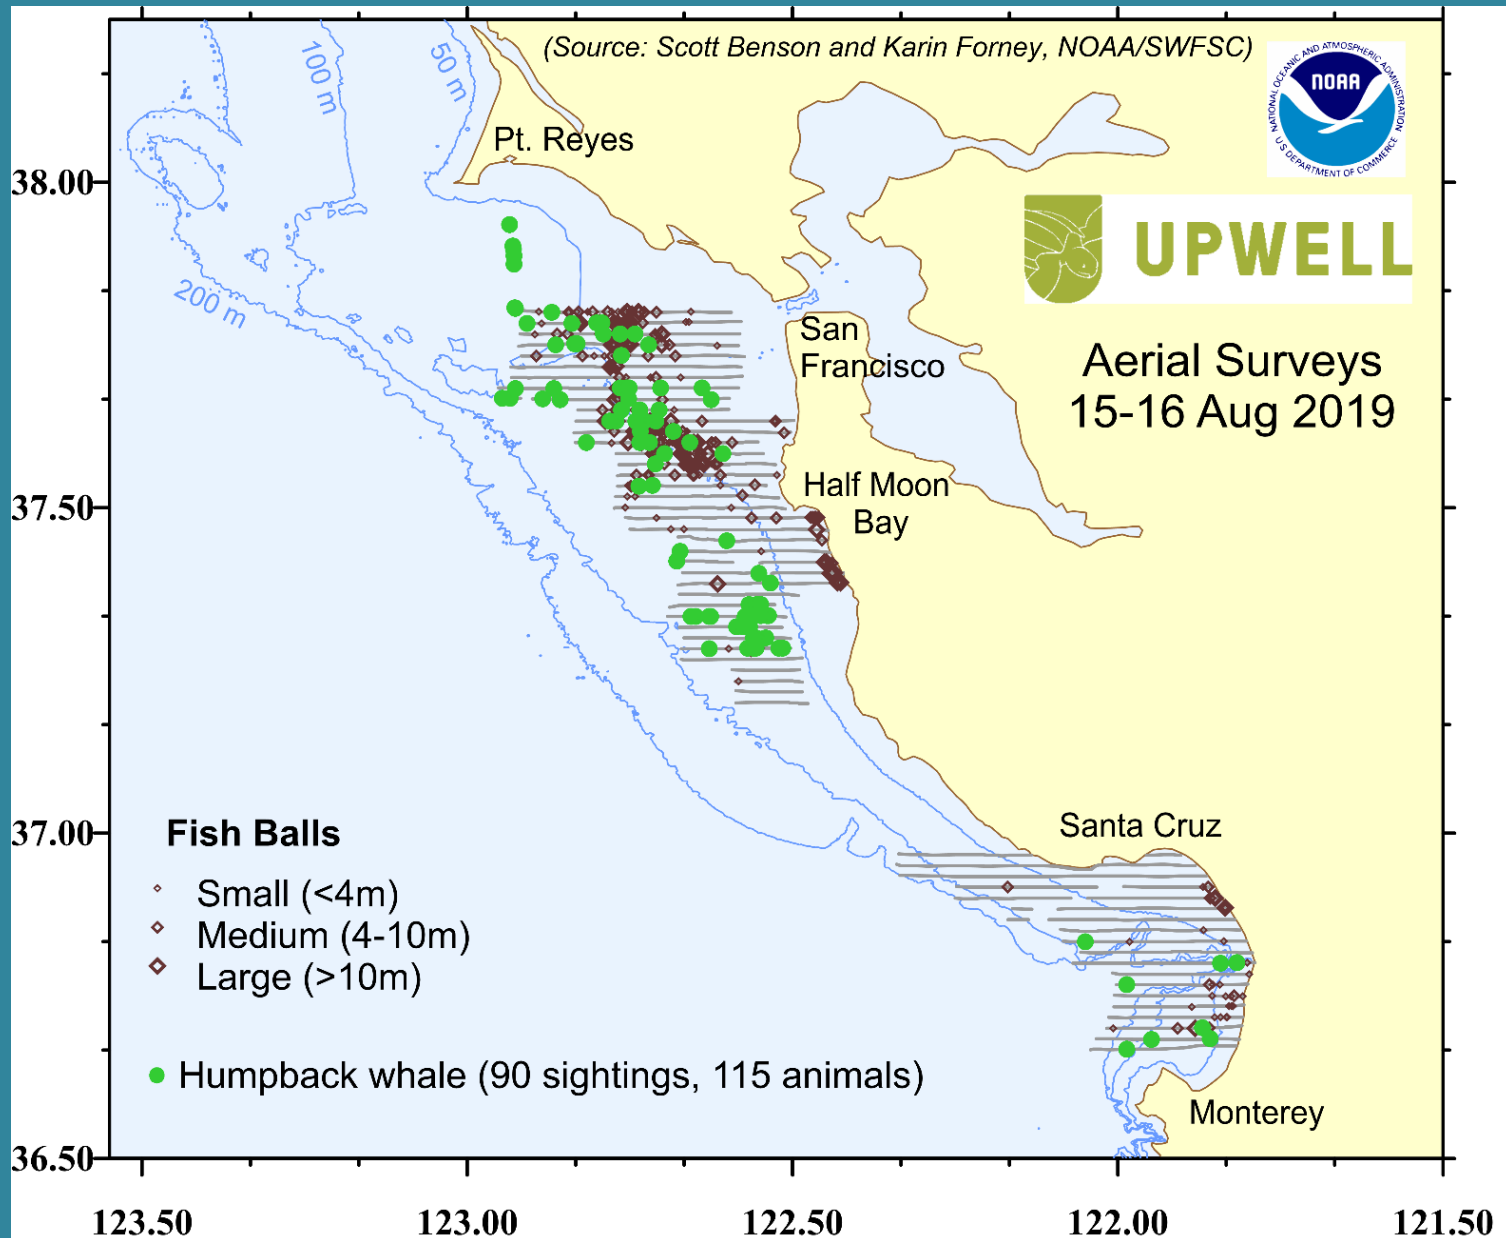 (Source: Scott Benson and Karin Forney, NOAA/SWFSC)
NATIONAL OCEANIC AND ATMOSPHERIC ADMINISTRATION
NOAA
U.S. DEPARTMENT OF COMMERCE
100 m
50 m
Pt. Reyes
38.00
UPWELL
200 m
San
Francisco
Aerial Surveys
15-16 Aug 2019
Half Moon
Bay
37.50
Santa Cruz
37.00
Fish Balls
Small (<4m)
Medium (4-10m)
Large (>10m)
Humpback whale (90 sightings, 115 animals)
Monterey
36.50
123.50 123.00 122.50 122.00 121.50